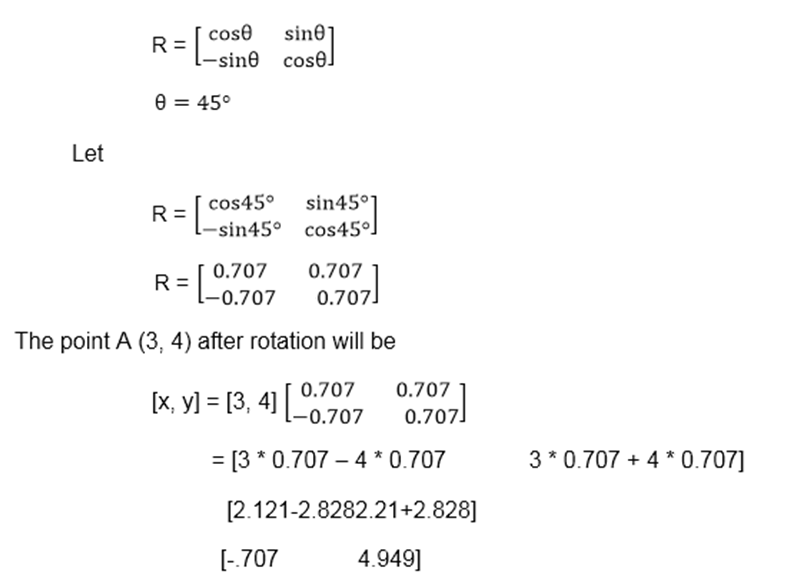 R = [cosθ sinθ
−sinθ cosθ]
θ = 45°
Let
R = [cos45° sin45°
−sin45° cos45°]
R = [0.707 0.707
−0.707 0.707]
The point A (3, 4) after rotation will be
[x, y] = [3, 4] [0.707 0.707
−0.707 0.707]
= [3 * 0.707 – 4 * 0.707 3 * 0.707 + 4 * 0.707]
[2.121-2.8282.21+2.828]
[-.707 4.949]